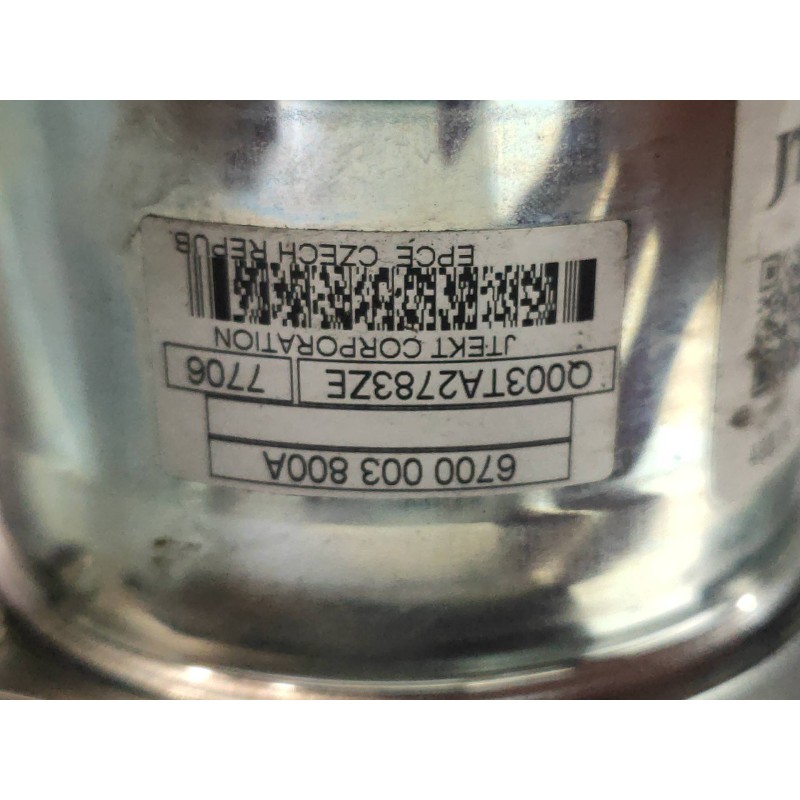 6700 003 800A
Q003TA2783ZE 7706
JTEKT CORPORATION
EPCE CZECH REPUB